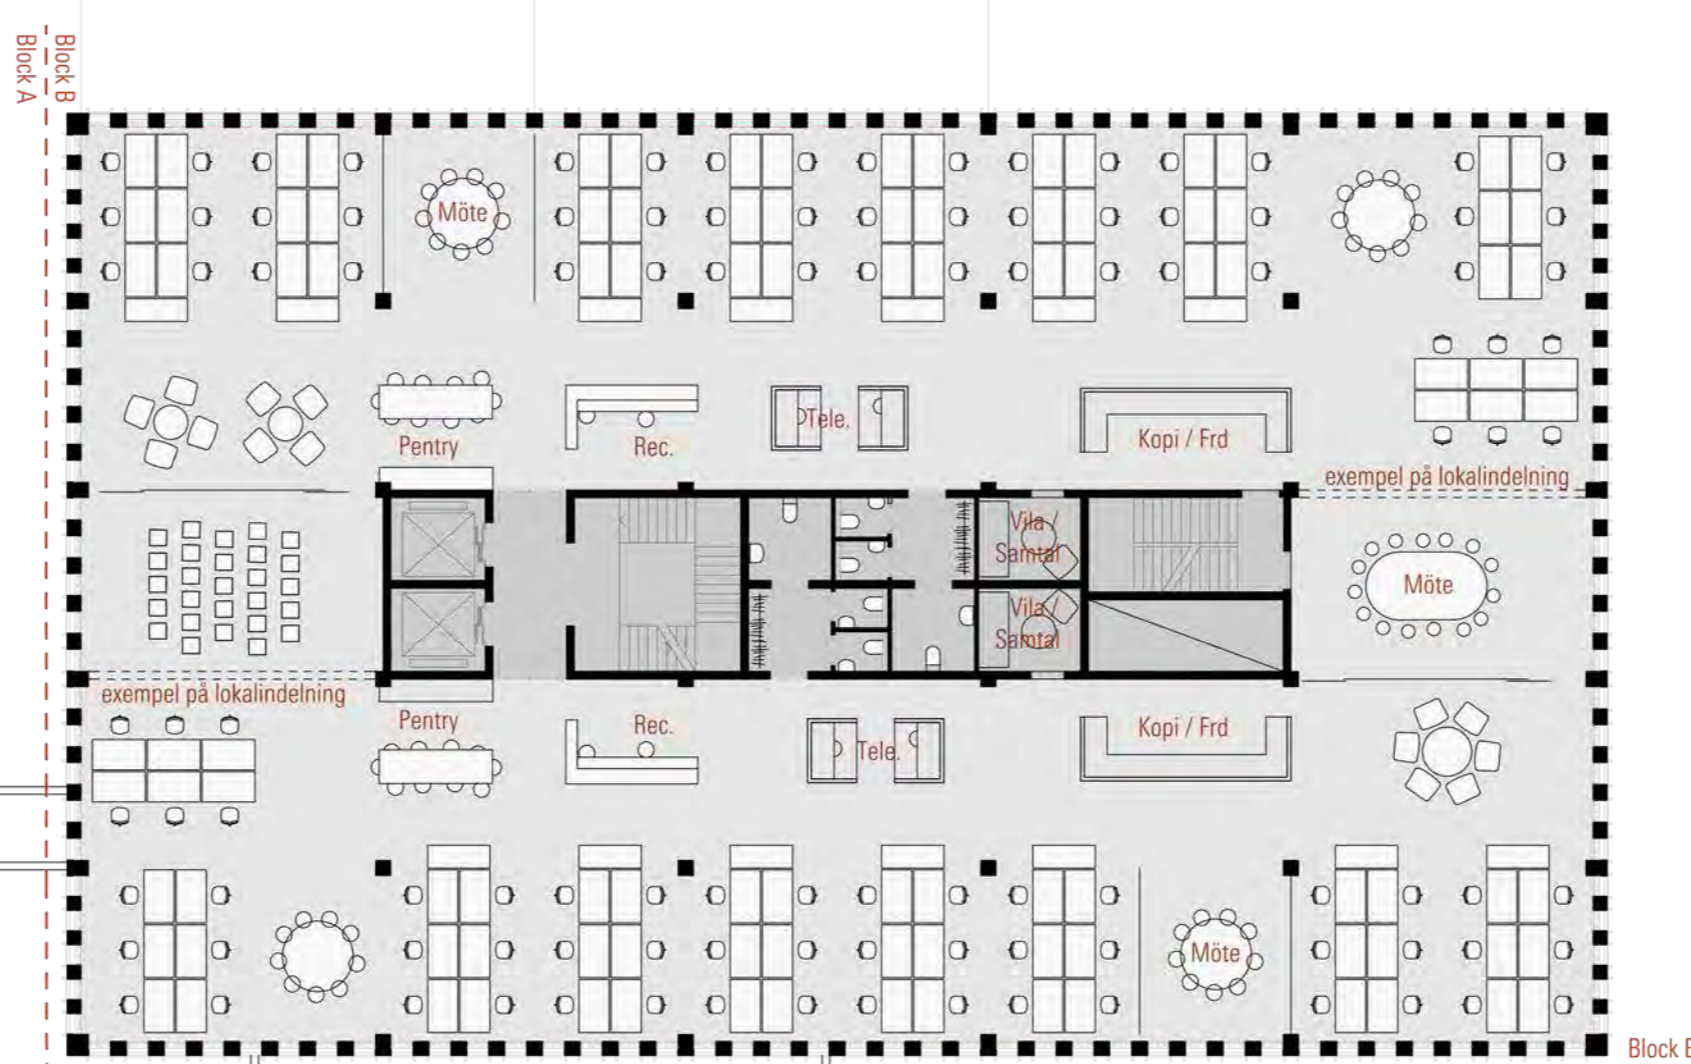 Block A
Block B
Möte
Pentry
Rec.
Tele.
Kopi / Frd
exempel på lokalindelning
Vila /
Samtal
Möte
Vila /
Samtal
exempel på lokalindelning
Pentry
Rec.
Tele.
Kopi / Frd
Möte
Block